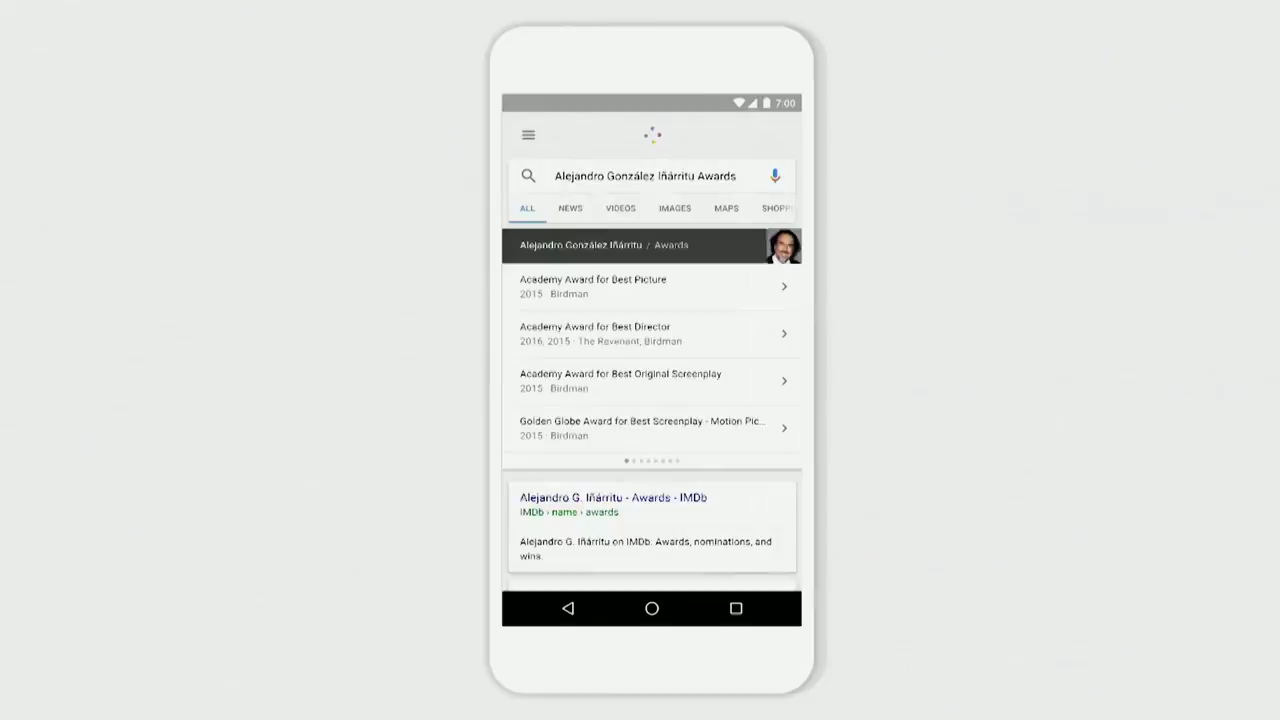 7:00
Alejandro González Iñárritu Awards
ALL NEWS VIDEOS IMAGES MAPS SHOPP
Alejandro González Iñárritu / Awards
Academy Award for Best Picture
2015 · Birdman
Academy Award for Best Director
2016, 2015 · The Revenant, Birdman
Academy Award for Best Original Screenplay
2015 · Birdman
Golden Globe Award for Best Screenplay - Motion Pic...
2015 · Birdman
Alejandro G. Iñárritu - Awards - IMDb
IMDb › name › awards
Alejandro G. Iñárritu on IMDb: Awards, nominations, and
wins.